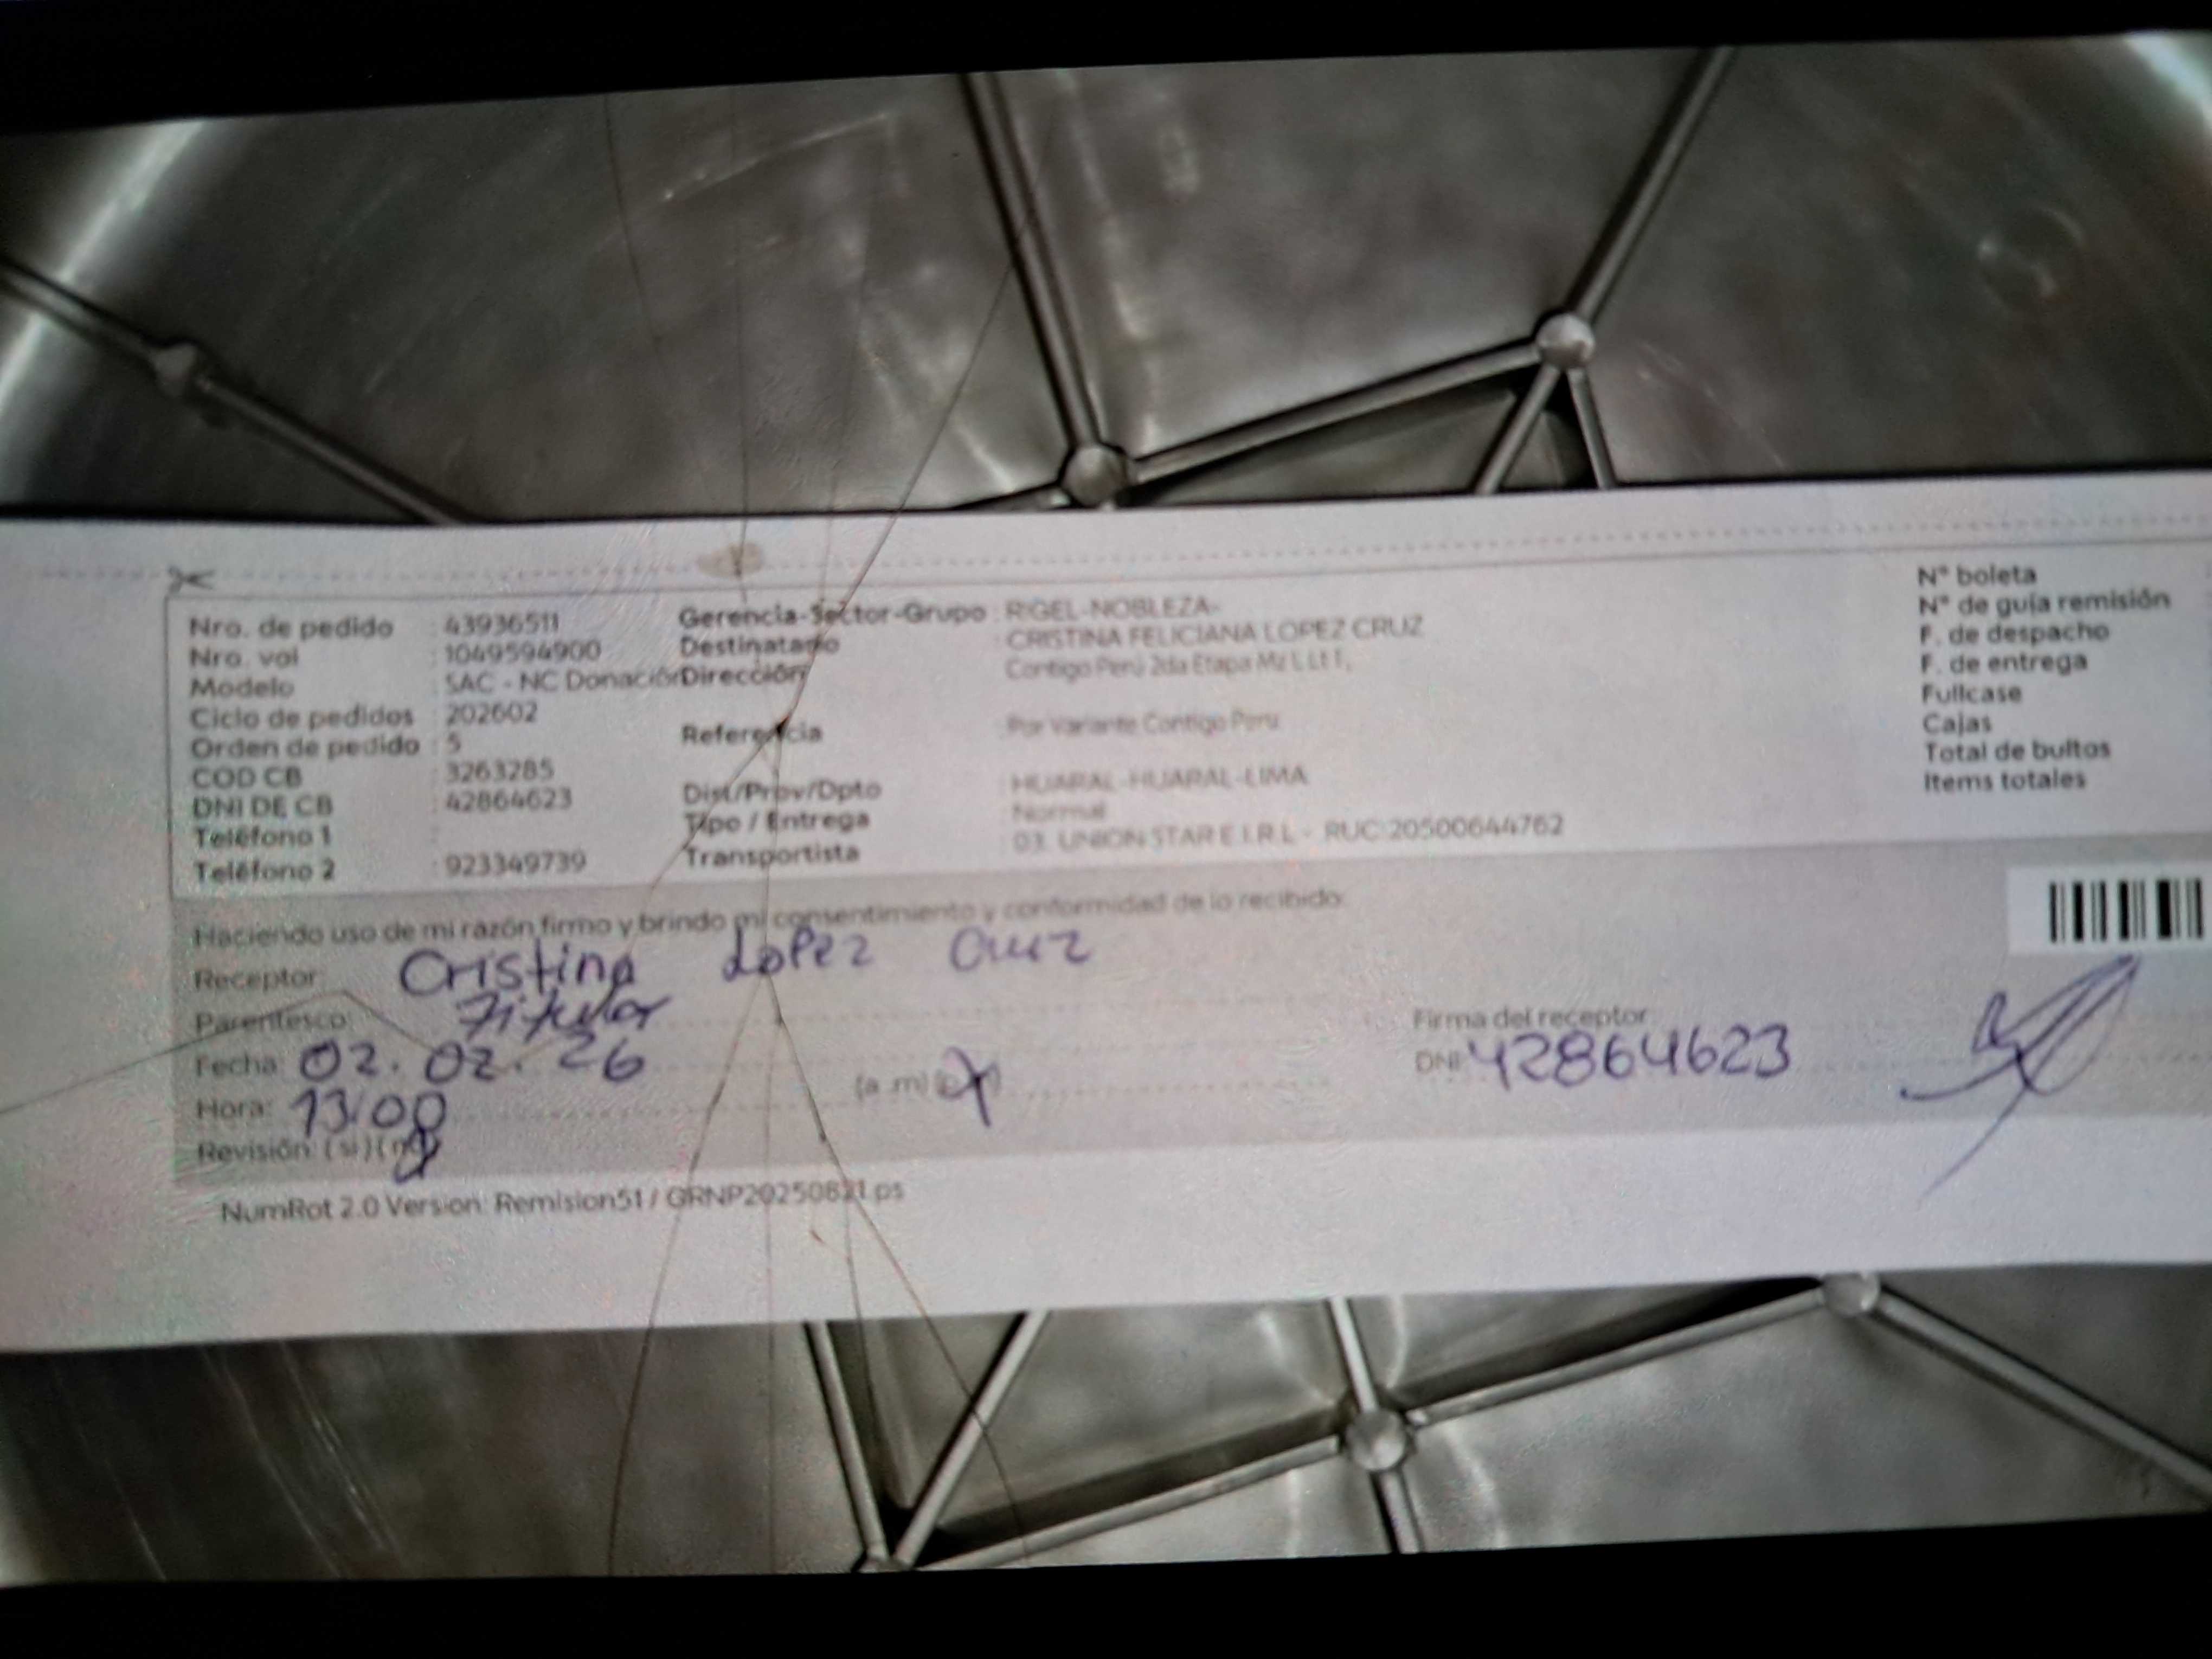 Nro. de pedido : 43936511
Nro. vol : 1049594900
Modelo : SAC - NC Donación
Ciclo de pedidos : 202602
Orden de pedido : 5
COD CB : 3263285
DNI DE CB : 42864623
Teléfono 1 :
Teléfono 2 : 923349739
Gerencia-Sector-Grupo : RIGEL-NOBLEZA-
Destinatario : CRISTINA FELICIANA LOPEZ CRUZ
Dirección : Contigo Perú 2da Etapa Mz L Lt 1,
Referencia : Por Variante Contigo Peru
Dist/Prov/Dpto : HUARAL-HUARAL-LIMA
Tipo / Entrega : Normal
Transportista : 03. UNION STAR E.I.R.L - RUC:20500644762
N° boleta
N° de guía remisión
F. de despacho
F. de entrega
Fullcase
Cajas
Total de bultos
Items totales
Haciendo uso de mi razón firmo y brindo mi consentimiento y conformidad de lo recibido:
Receptor: Cristina Lopez Cruz
Parentesco: Titular
Fecha: 02.02.26
Hora: 13:00 (a.m)
Revisión: (si) (no)
Firma del receptor
DNI: 42864623
NumRot 2.0 Version: Remision51 / GRNP20250821.ps